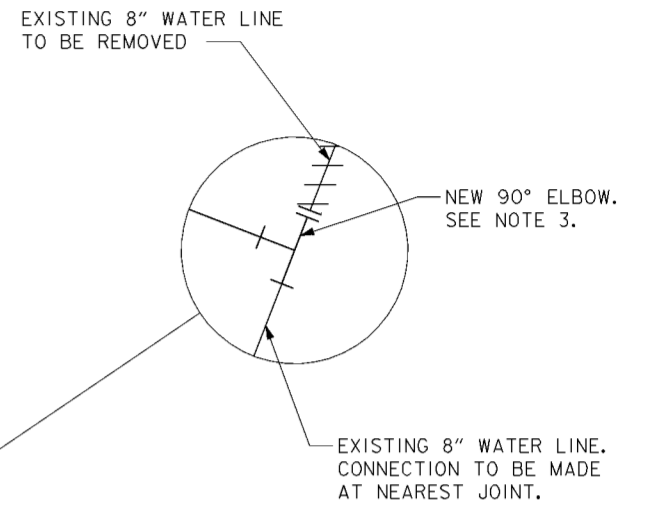 EXISTING 8" WATER LINE
TO BE REMOVED
NEW 90° ELBOW.
SEE NOTE 3.
EXISTING 8" WATER LINE.
CONNECTION TO BE MADE
AT NEAREST JOINT.